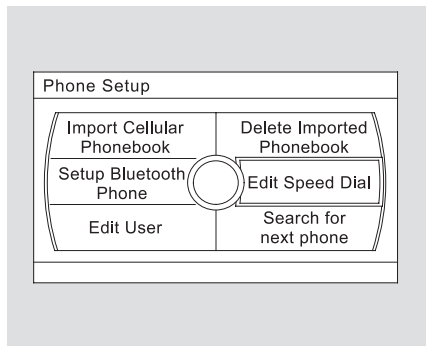 Phone Setup
Import Cellular
Phonebook
Delete Imported
Phonebook
Setup Bluetooth
Phone
Edit Speed Dial
Edit User
Search for
next phone